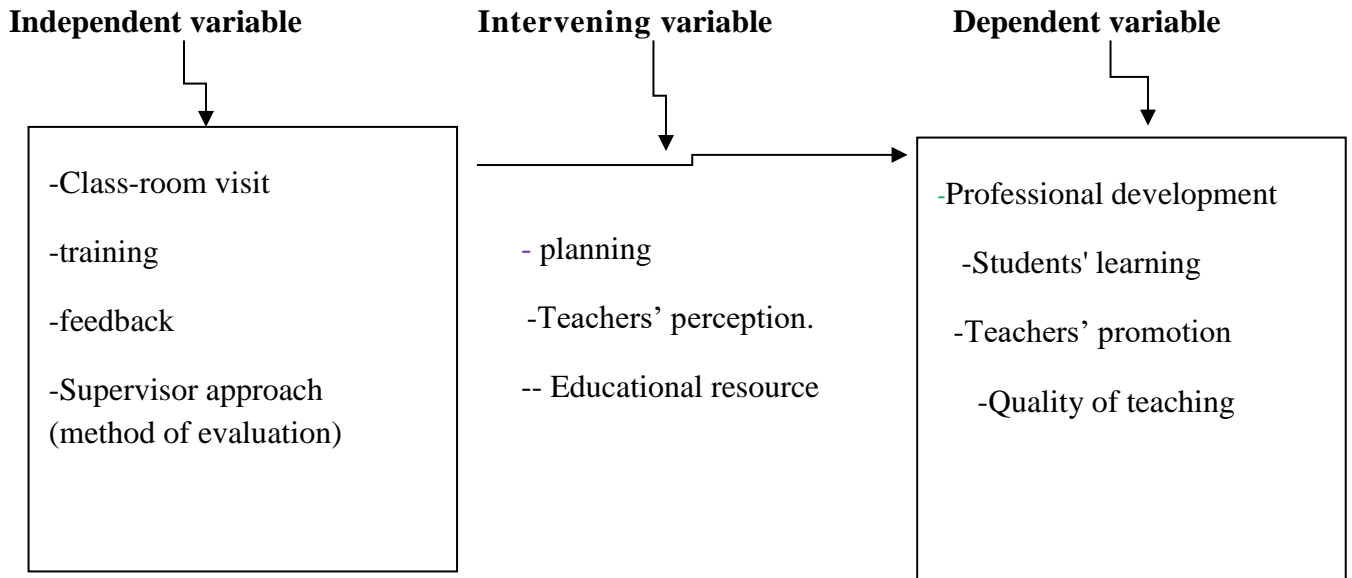 Independent variable
Intervening variable
Dependent variable
-Class-room visit
-training
-feedback
-Supervisor approach
(method of evaluation)
- planning
-Teachers’ perception.
-- Educational resource
-Professional development
-Students' learning
-Teachers’ promotion
-Quality of teaching